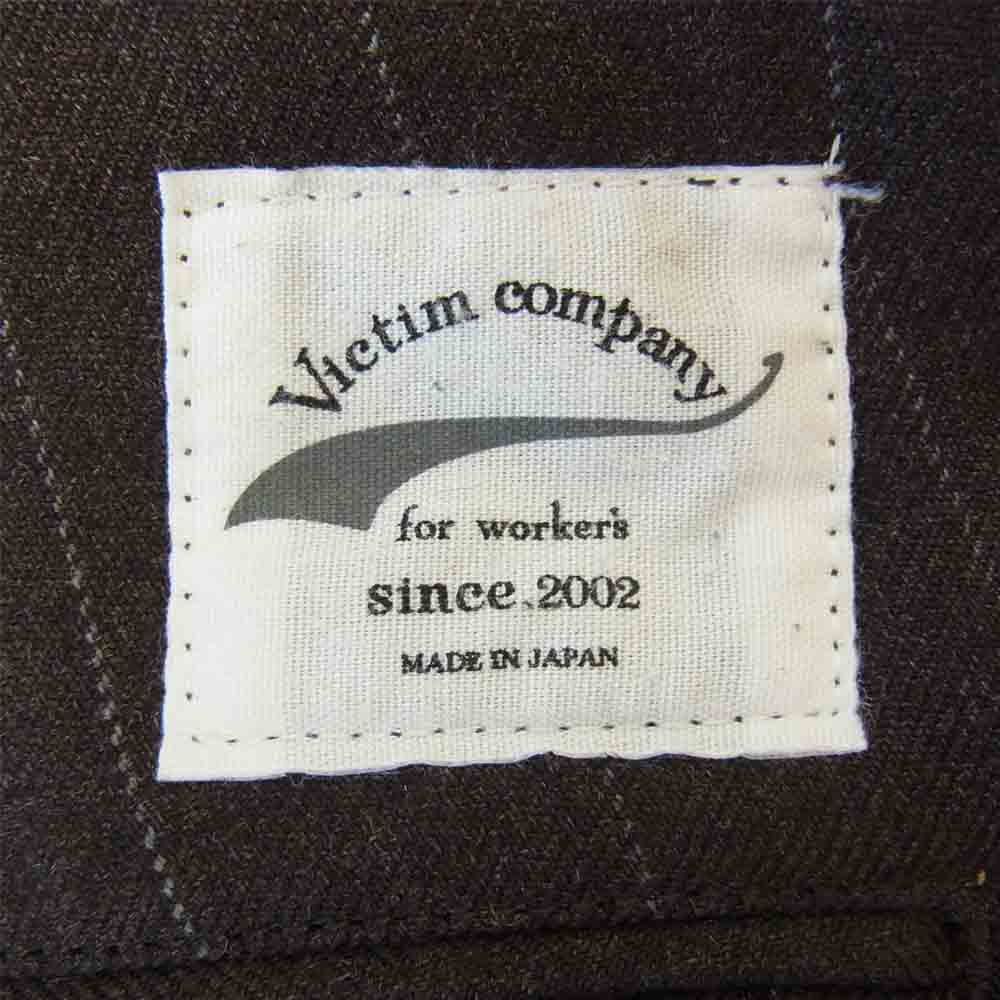 Victim company
for worker's
since. 2002
MADE IN JAPAN